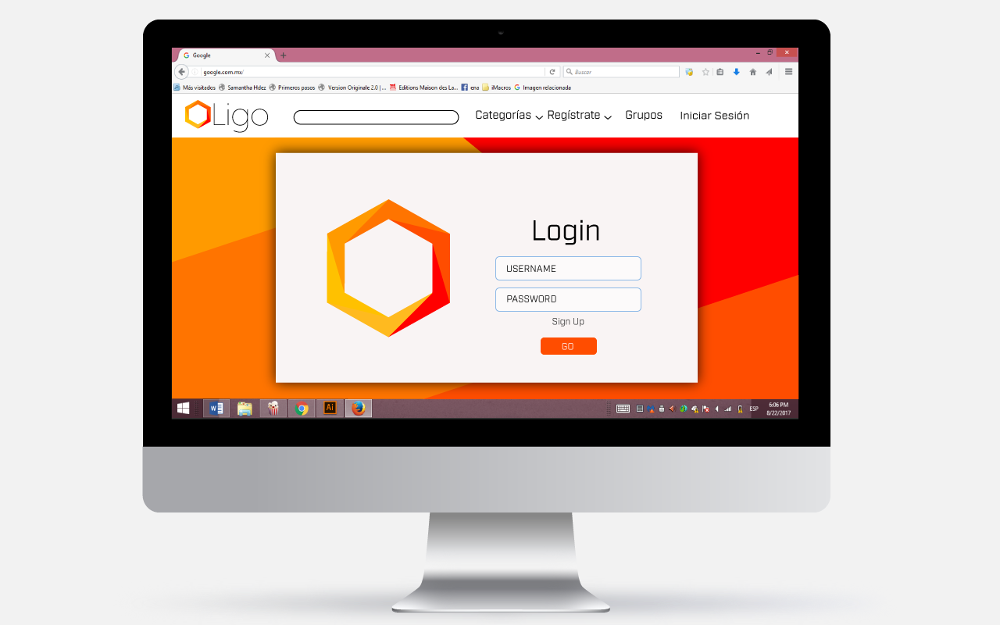 Google
google.com.mx/
Buscar
Más visitados Samantha Hdez Primeros pasos Version Originale 2.0 | ... Editions Maison des La... ena iMacros Imagen relacionada
Ligo Categorías Regístrate Grupos Iniciar Sesión
Login
USERNAME
PASSWORD
Sign Up
GO
W Ai ESP 6:06 PM
8/22/2017